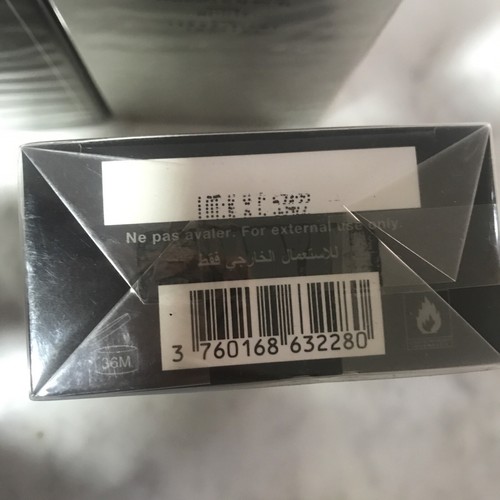 Ne pas avaler. For external use only.
للاستعمال الخارجي فقط
3 760168 632280
36M